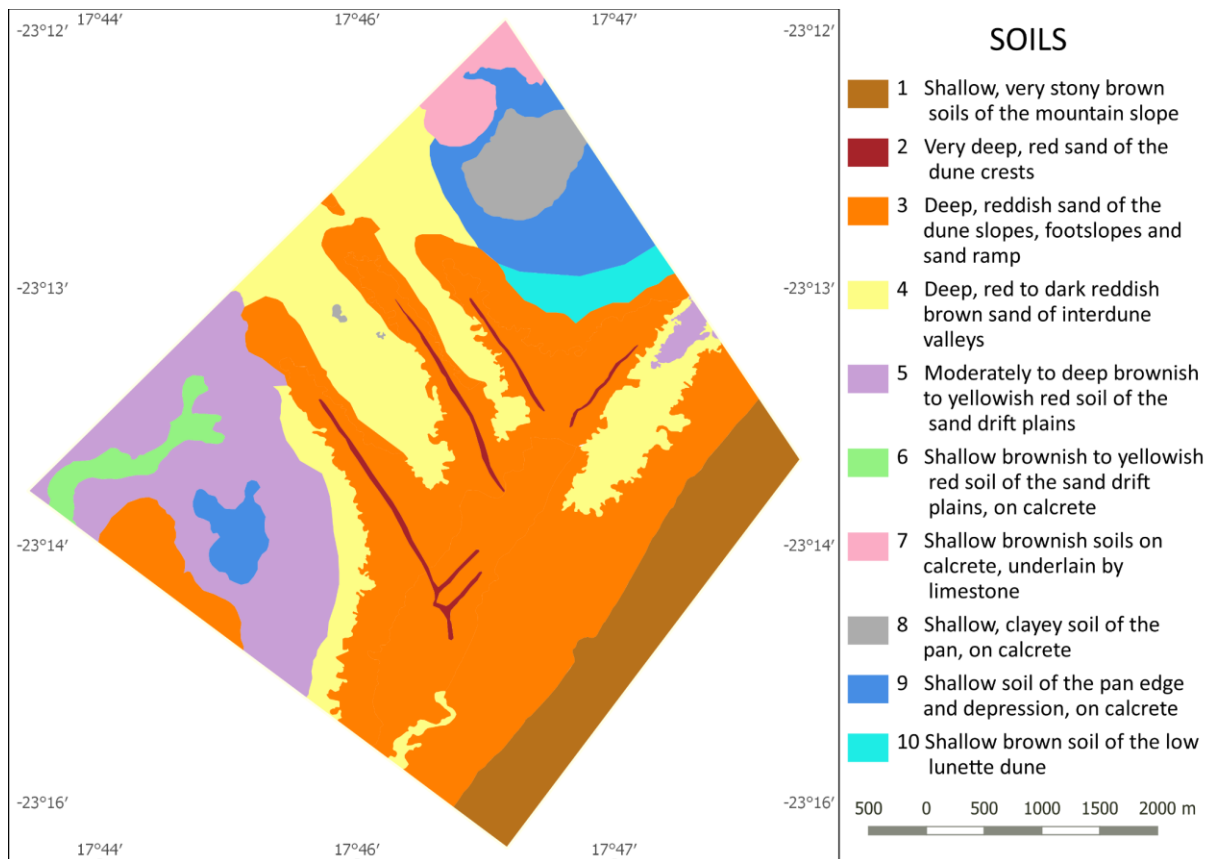 17°44′ 17°46′ 17°47′
-23°12′ -23°12′
-23°13′ -23°13′
-23°14′ -23°14′
-23°16′ -23°16′
17°44′ 17°46′ 17°47′
SOILS
1 Shallow, very stony brown
soils of the mountain slope
2 Very deep, red sand of the
dune crests
3 Deep, reddish sand of the
dune slopes, footslopes and
sand ramp
4 Deep, red to dark reddish
brown sand of interdune
valleys
5 Moderately to deep brownish
to yellowish red soil of the
sand drift plains
6 Shallow brownish to yellowish
red soil of the sand drift
plains, on calcrete
7 Shallow brownish soils on
calcrete, underlain by
limestone
8 Shallow, clayey soil of the
pan, on calcrete
9 Shallow soil of the pan edge
and depression, on calcrete
10 Shallow brown soil of the low
lunette dune
500 0 500 1000 1500 2000 m